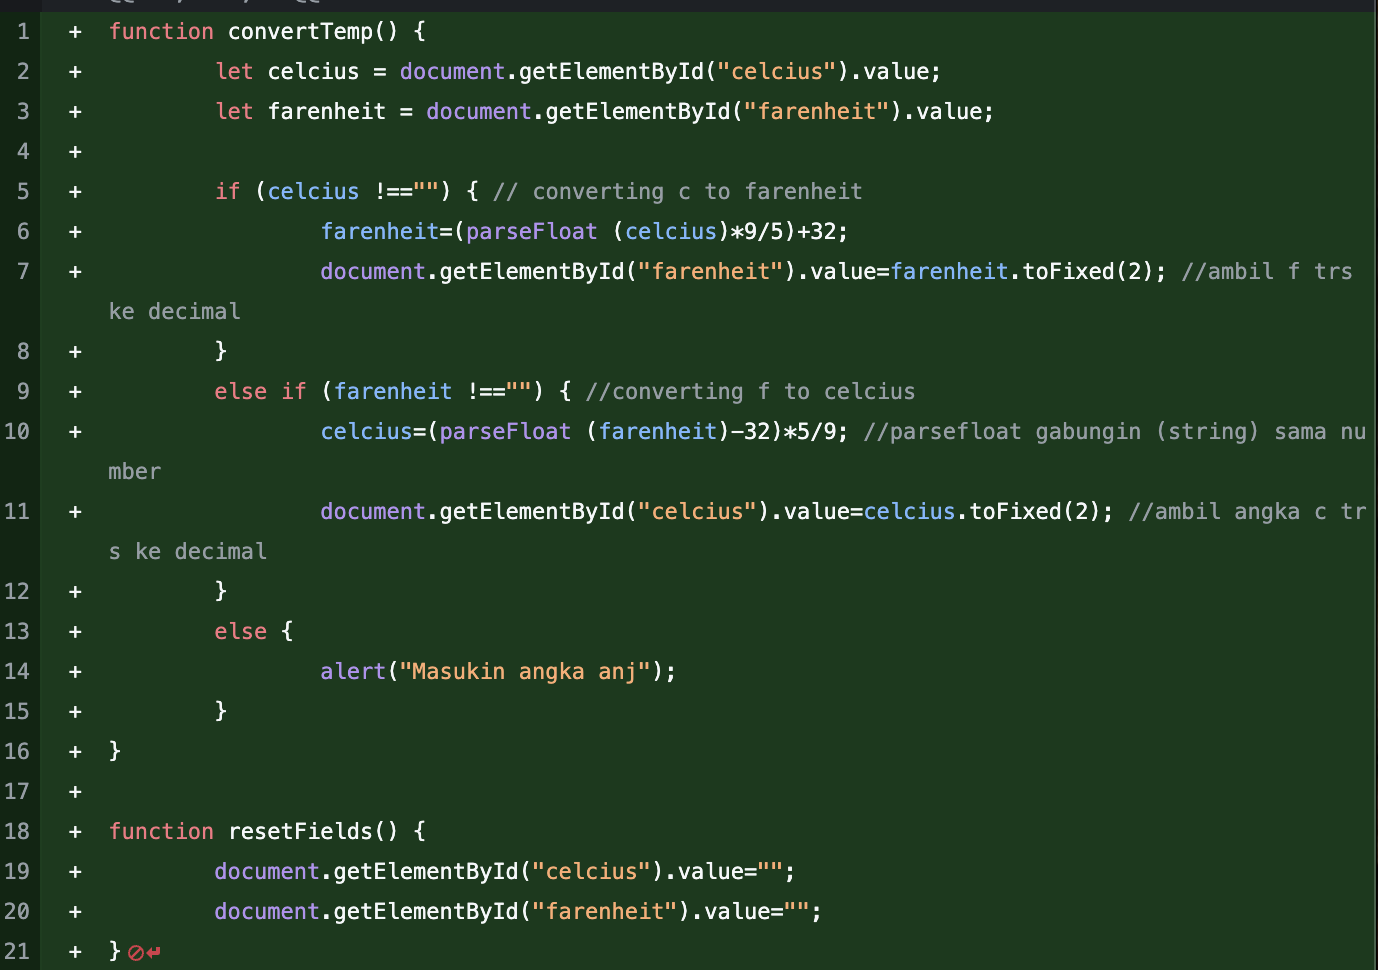 1 + function convertTemp() {
2 + let celcius = document.getElementById("celcius").value;
3 + let farenheit = document.getElementById("farenheit").value;
4 +
5 + if (celcius !=="") { // converting c to farenheit
6 + farenheit=(parseFloat (celcius)*9/5)+32;
7 + document.getElementById("farenheit").value=farenheit.toFixed(2); //ambil f trs
ke decimal
8 + }
9 + else if (farenheit !=="") { //converting f to celcius
10 + celcius=(parseFloat (farenheit)-32)*5/9; //parsefloat gabungin (string) sama nu
mber
11 + document.getElementById("celcius").value=celcius.toFixed(2); //ambil angka c tr
s ke decimal
12 + }
13 + else {
14 + alert("Masukin angka anj");
15 + }
16 + }
17 +
18 + function resetFields() {
19 + document.getElementById("celcius").value="";
20 + document.getElementById("farenheit").value="";
21 + }